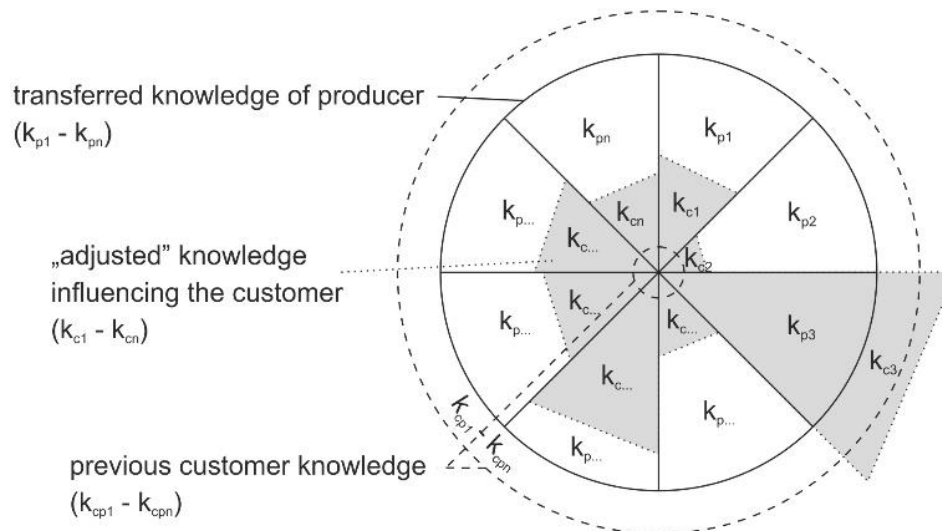 transferred knowledge of producer
(kp1 - kpn)
„adjusted” knowledge
influencing the customer
(kc1 - kcn)
previous customer knowledge
(kcp1 - kcpn)
kpn
kp1
kp...
kcn
kc1
kp2
kc...
kc2
kp...
kc...
kc...
kp3
kc3
kc...
kp...
kp...
kcp1 - kcpn